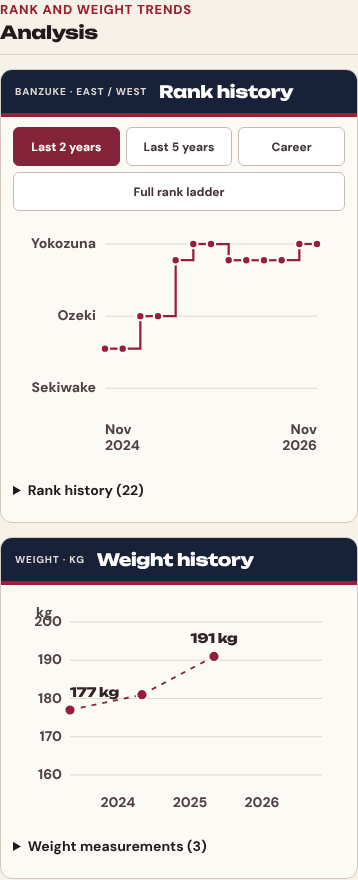 RANK AND WEIGHT TRENDS
Analysis
BANZUKE · EAST / WEST Rank history
Last 2 years
Last 5 years
Career
Full rank ladder
Yokozuna
Ozeki
Sekiwake
Nov
2024
Nov
2026
▶ Rank history (22)
WEIGHT · KG Weight history
kg
200
190
180
170
160
177 kg
191 kg
2024
2025
2026
▶ Weight measurements (3)